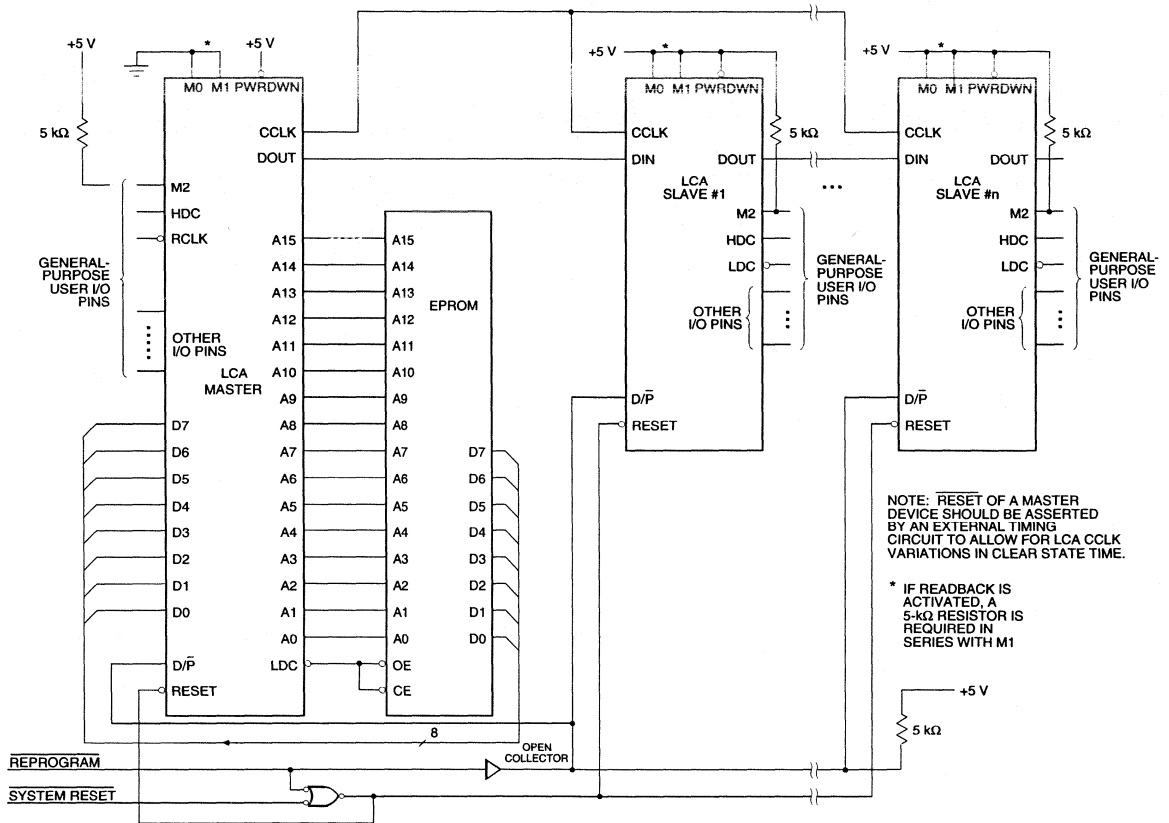 +5 V
*
+5 V
M0 M1 PWRDWN
5 kΩ
CCLK
DOUT
M2
HDC
RCLK
GENERAL-
PURPOSE
USER I/O
PINS
OTHER
I/O PINS
LCA
MASTER
A15
A14
A13
A12
A11
A10
A9
A8
A7
A6
A5
A4
A3
A2
A1
A0
LDC
D7
D6
D5
D4
D3
D2
D1
D0
D/P̅
RESET
A15
A14
A13
A12
A11
A10
A9
A8
A7
A6
A5
A4
A3
A2
A1
A0
OE
CE
EPROM
D7
D6
D5
D4
D3
D2
D1
D0
8
+5 V
*
M0 M1 PWRDWN
5 kΩ
CCLK
DIN
DOUT
LCA
SLAVE #1
M2
HDC
LDC
OTHER
I/O PINS
GENERAL-
PURPOSE
USER I/O
PINS
D/P̅
RESET
...
+5 V
*
M0 M1 PWRDWN
5 kΩ
CCLK
DIN
DOUT
LCA
SLAVE #n
M2
HDC
LDC
OTHER
I/O PINS
GENERAL-
PURPOSE
USER I/O
PINS
D/P̅
RESET
NOTE: R̅E̅S̅E̅T̅ OF A MASTER
DEVICE SHOULD BE ASSERTED
BY AN EXTERNAL TIMING
CIRCUIT TO ALLOW FOR LCA CCLK
VARIATIONS IN CLEAR STATE TIME.
* IF READBACK IS
ACTIVATED, A
5-kΩ RESISTOR IS
REQUIRED IN
SERIES WITH M1
+5 V
5 kΩ
OPEN
COLLECTOR
R̅E̅P̅R̅O̅G̅R̅A̅M̅
S̅Y̅S̅T̅E̅M̅ R̅E̅S̅E̅T̅